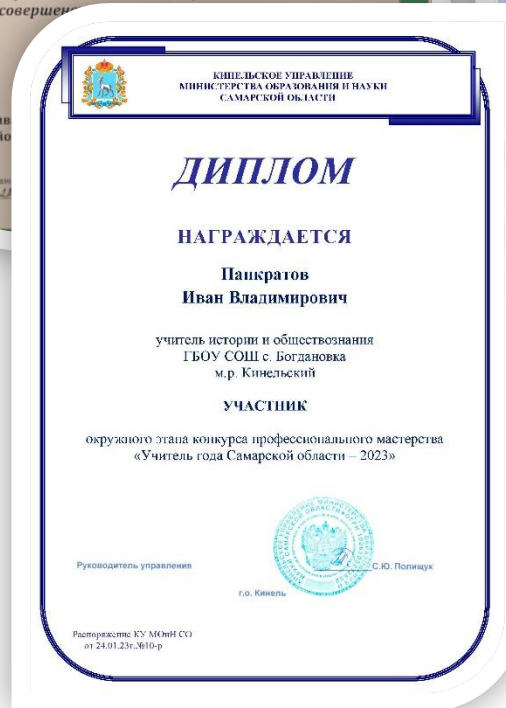 совершенс
КИНЕЛЬСКОЕ УПРАВЛЕНИЕ
МИНИСТЕРСТВА ОБРАЗОВАНИЯ И НАУКИ
САМАРСКОЙ ОБЛАСТИ
ДИПЛОМ
НАГРАЖДАЕТСЯ
Панкратов
Иван Владимирович
учитель истории и обществознания
ГБОУ СОШ с. Богдановка
м.р. Кинельский
УЧАСТНИК
окружного этапа конкурса профессионального мастерства
«Учитель года Самарской области – 2023»
Руководитель управления С.Ю. Полищук
г.о. Кинель
Распоряжение КУ МОиН СО
от 24.01.23г.№10-р